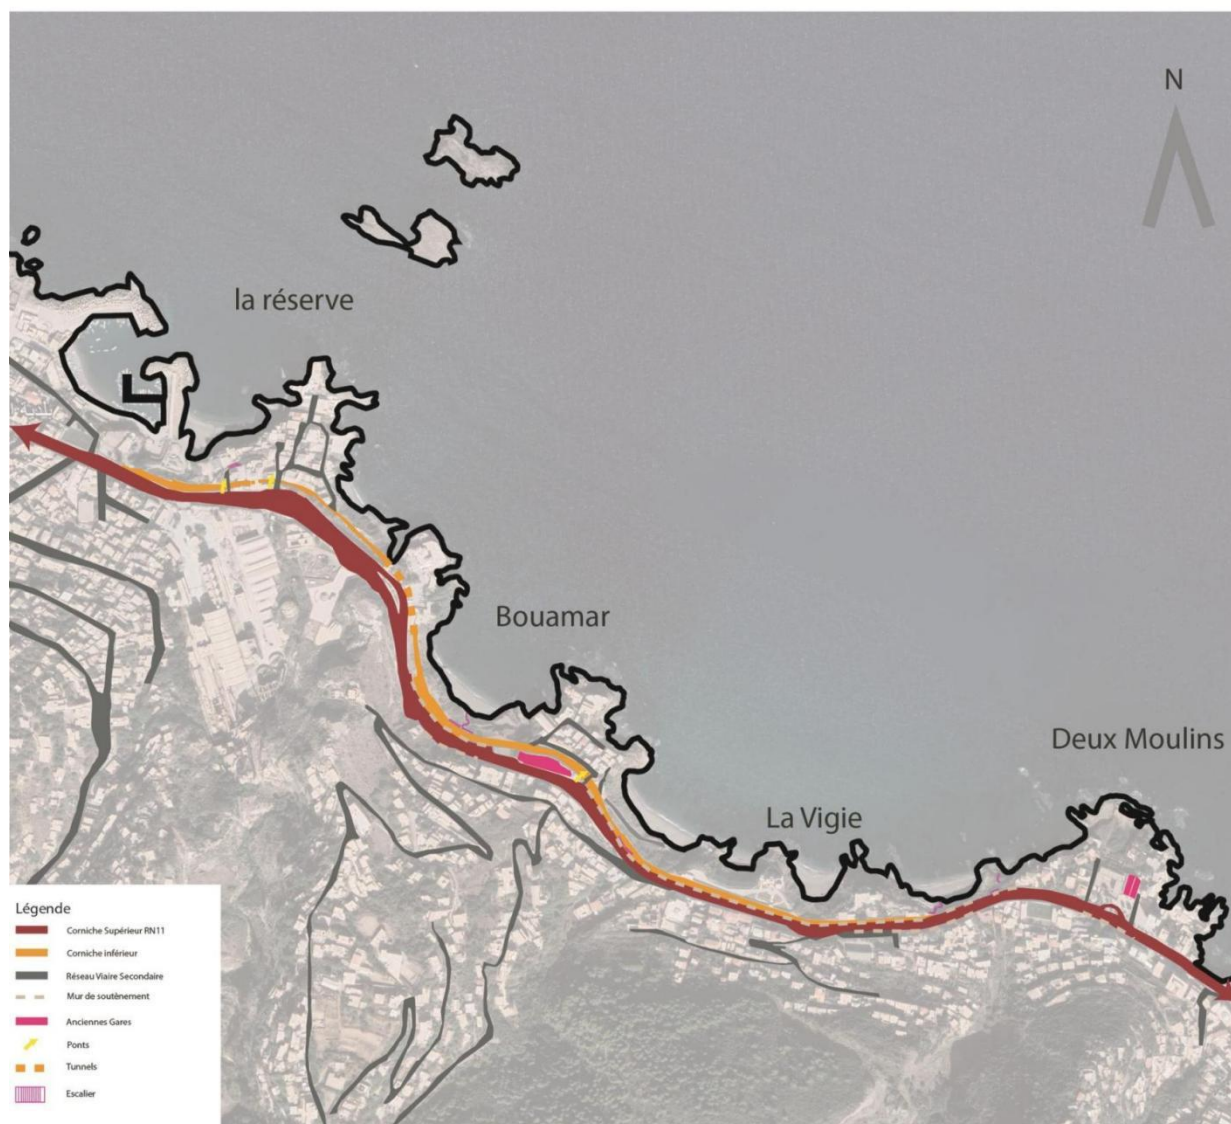 N
la réserve
Bouamar
Deux Moulins
La Vigie
Légende
Corniche Supérieur RN11
Corniche inférieur
Réseau Viaire Secondaire
Mur de soutènement
Anciennes Gares
Ponts
Tunnels
Escalier